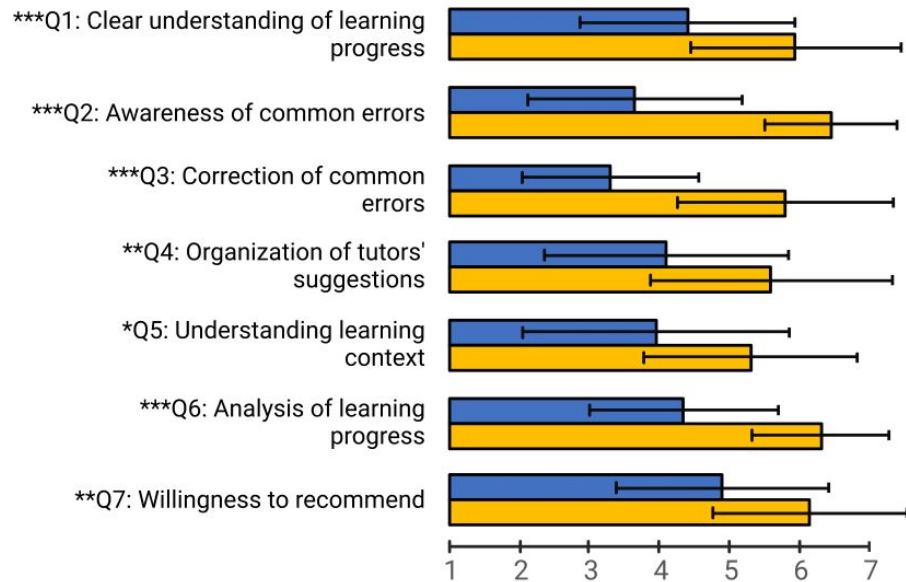 ***Q1: Clear understanding of learning
progress
***Q2: Awareness of common errors
***Q3: Correction of common
errors
**Q4: Organization of tutors'
suggestions
*Q5: Understanding learning
context
***Q6: Analysis of learning
progress
**Q7: Willingness to recommend
1 2 3 4 5 6 7